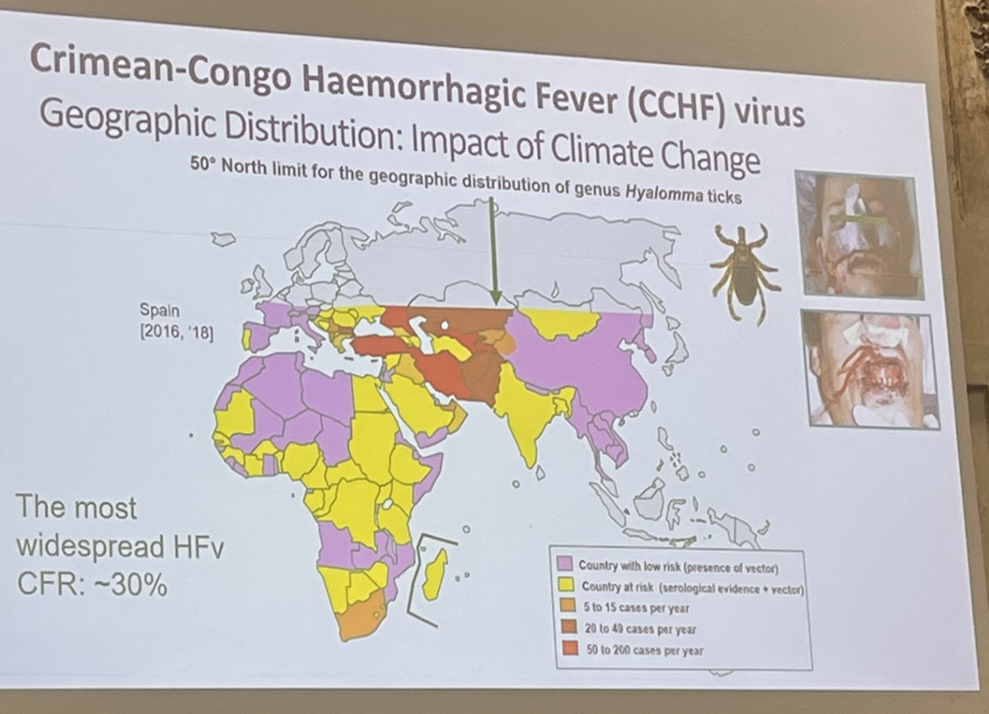 Crimean-Congo Haemorrhagic Fever (CCHF) virus
Geographic Distribution: Impact of Climate Change
50° North limit for the geographic distribution of genus Hyalomma ticks
Spain
[2016, '18]
The most
widespread HFv
CFR: ~30%
Country with low risk (presence of vector)
Country at risk (serological evidence + vector)
5 to 15 cases per year
20 to 49 cases per year
50 to 200 cases per year